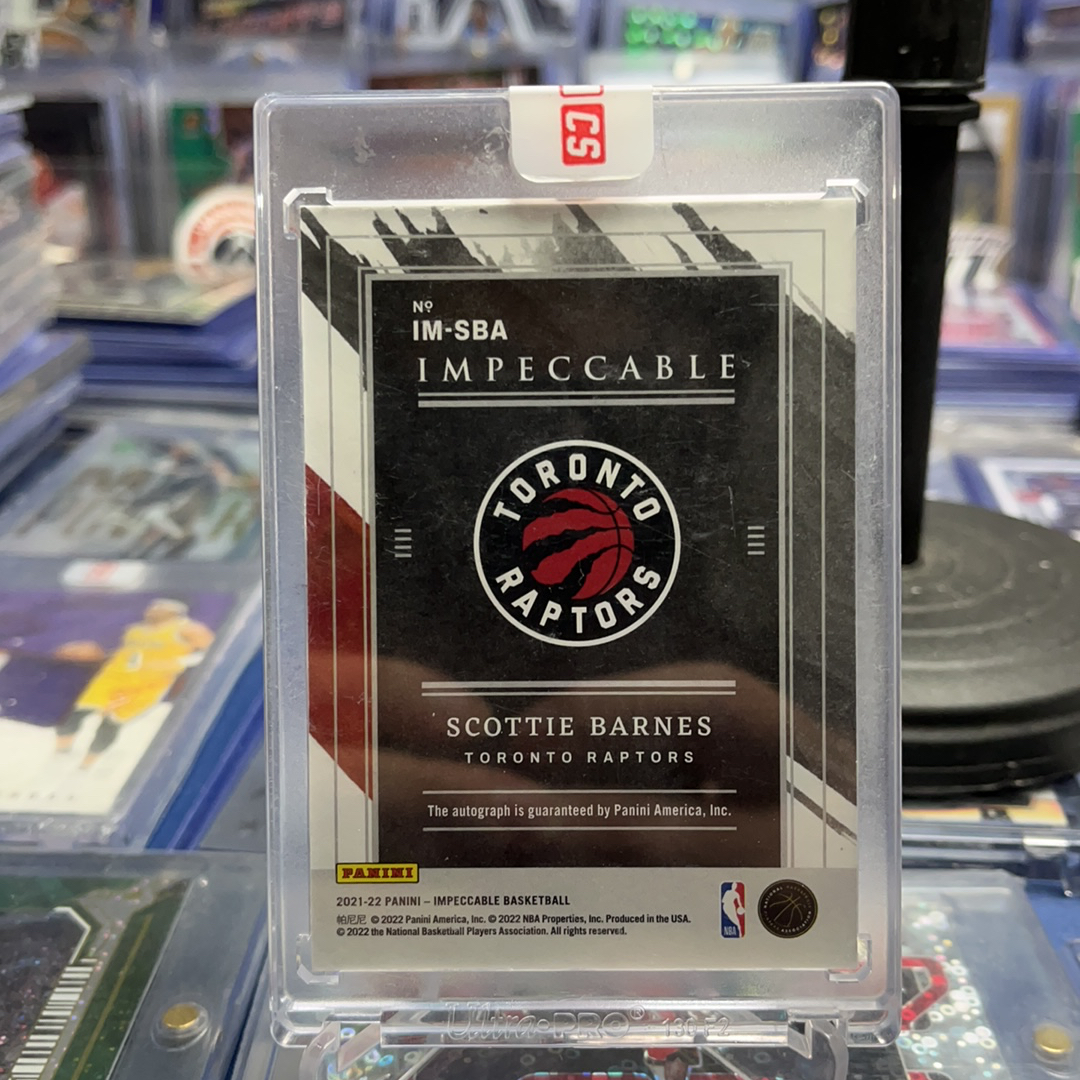 CS
Nº
IM-SBA
IMPECCABLE
TORONTO
RAPTORS
SCOTTIE BARNES
TORONTO RAPTORS
The autograph is guaranteed by Panini America, Inc.
PANINI
2021-22 PANINI – IMPECCABLE BASKETBALL
帕尼尼 © 2022 Panini America, Inc. © 2022 NBA Properties, Inc. Produced in the USA.
© 2022 the National Basketball Players Association. All rights reserved.
NBA
Ultra·PRO®